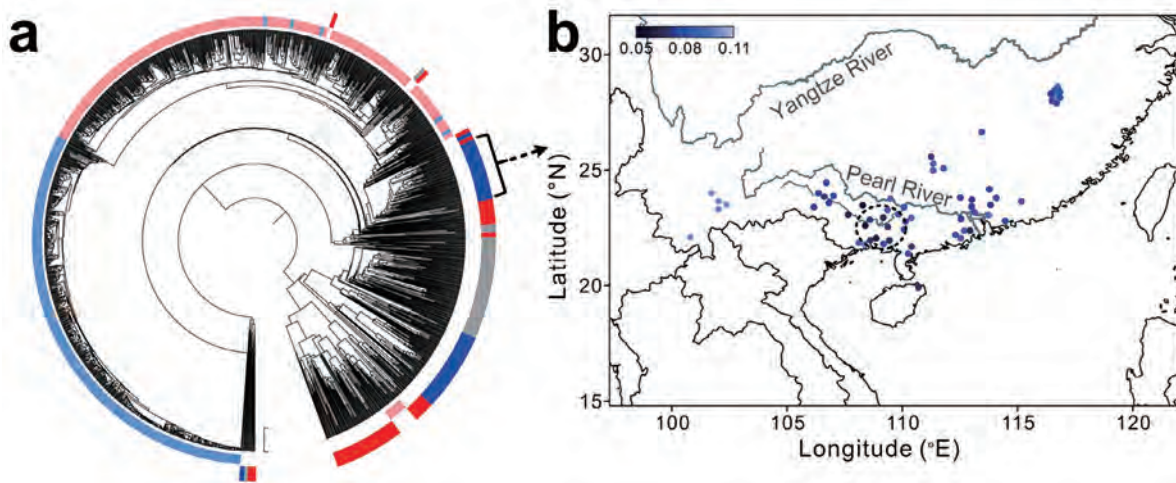 a
b
0.05 0.08 0.11
30
25
20
15
Latitude (°N)
Yangtze River
Pearl River
100 105 110 115 120
Longitude (°E)